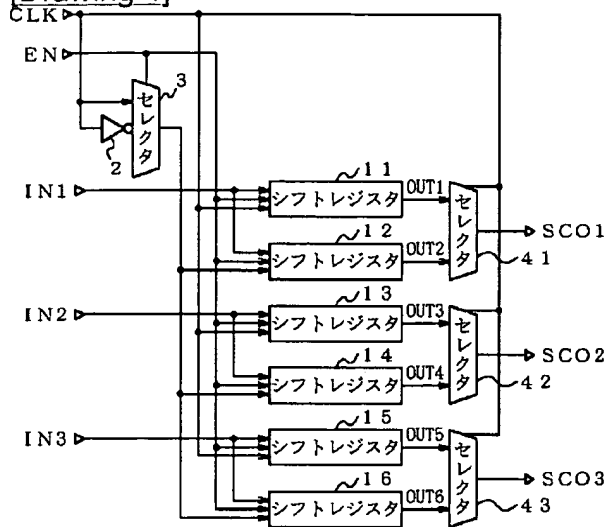 [Drawing 1]
CLK
EN
3
セレクタ
2
IN1
11
シフトレジスタ
OUT1
セレクタ
SCO1
12
シフトレジスタ
OUT2
41
IN2
13
シフトレジスタ
OUT3
セレクタ
SCO2
14
シフトレジスタ
OUT4
42
IN3
15
シフトレジスタ
OUT5
セレクタ
SCO3
16
シフトレジスタ
OUT6
43